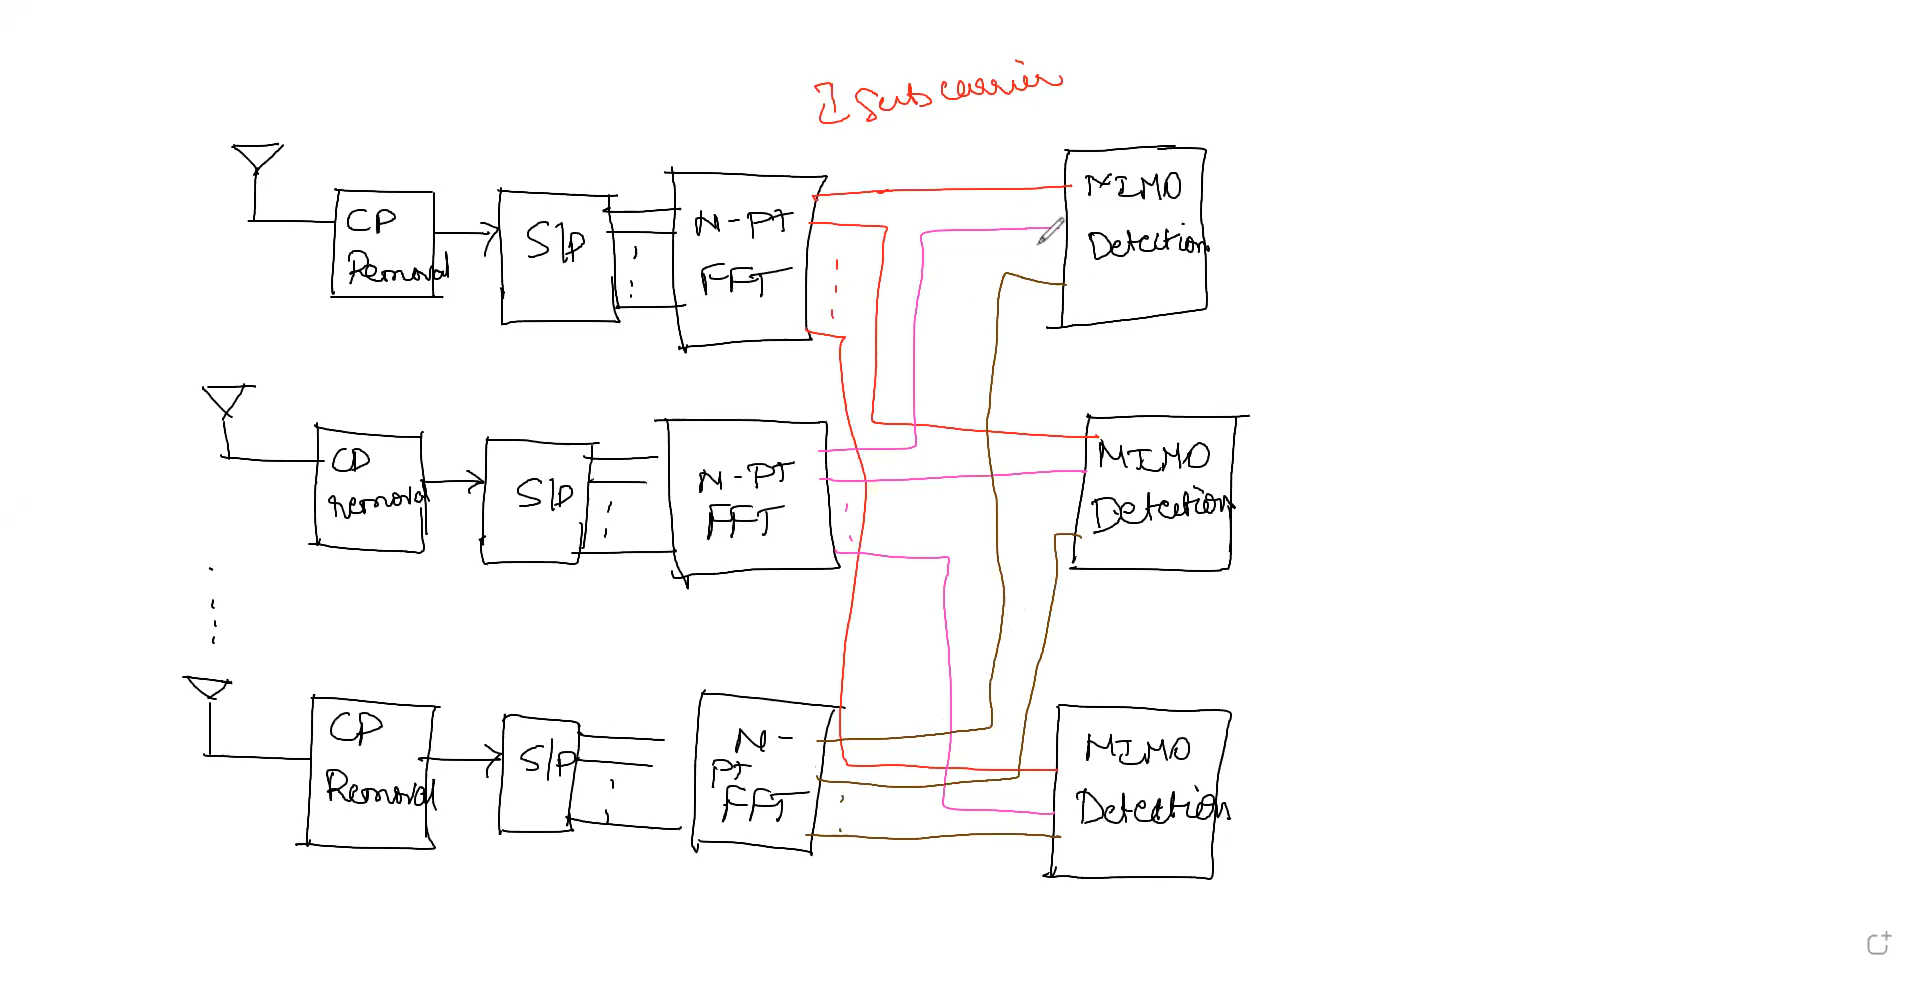 I Subcarrier
CP
Removal
S/P
N-PT
FFT
MIMO
Detection
CP
Removal
S/P
N-PT
FFT
MIMO
Detection
CP
Removal
S/P
N-
PT
FFT
MIMO
Detection